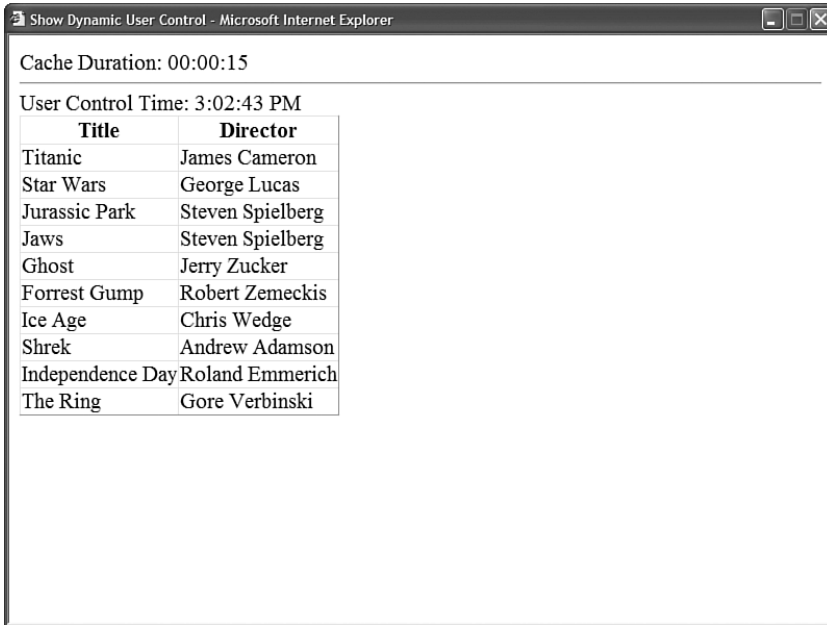 Show Dynamic User Control - Microsoft Internet Explorer
Cache Duration: 00:00:15
User Control Time: 3:02:43 PM
Title Director
Titanic James Cameron
Star Wars George Lucas
Jurassic Park Steven Spielberg
Jaws Steven Spielberg
Ghost Jerry Zucker
Forrest Gump Robert Zemeckis
Ice Age Chris Wedge
Shrek Andrew Adamson
Independence Day Roland Emmerich
The Ring Gore Verbinski